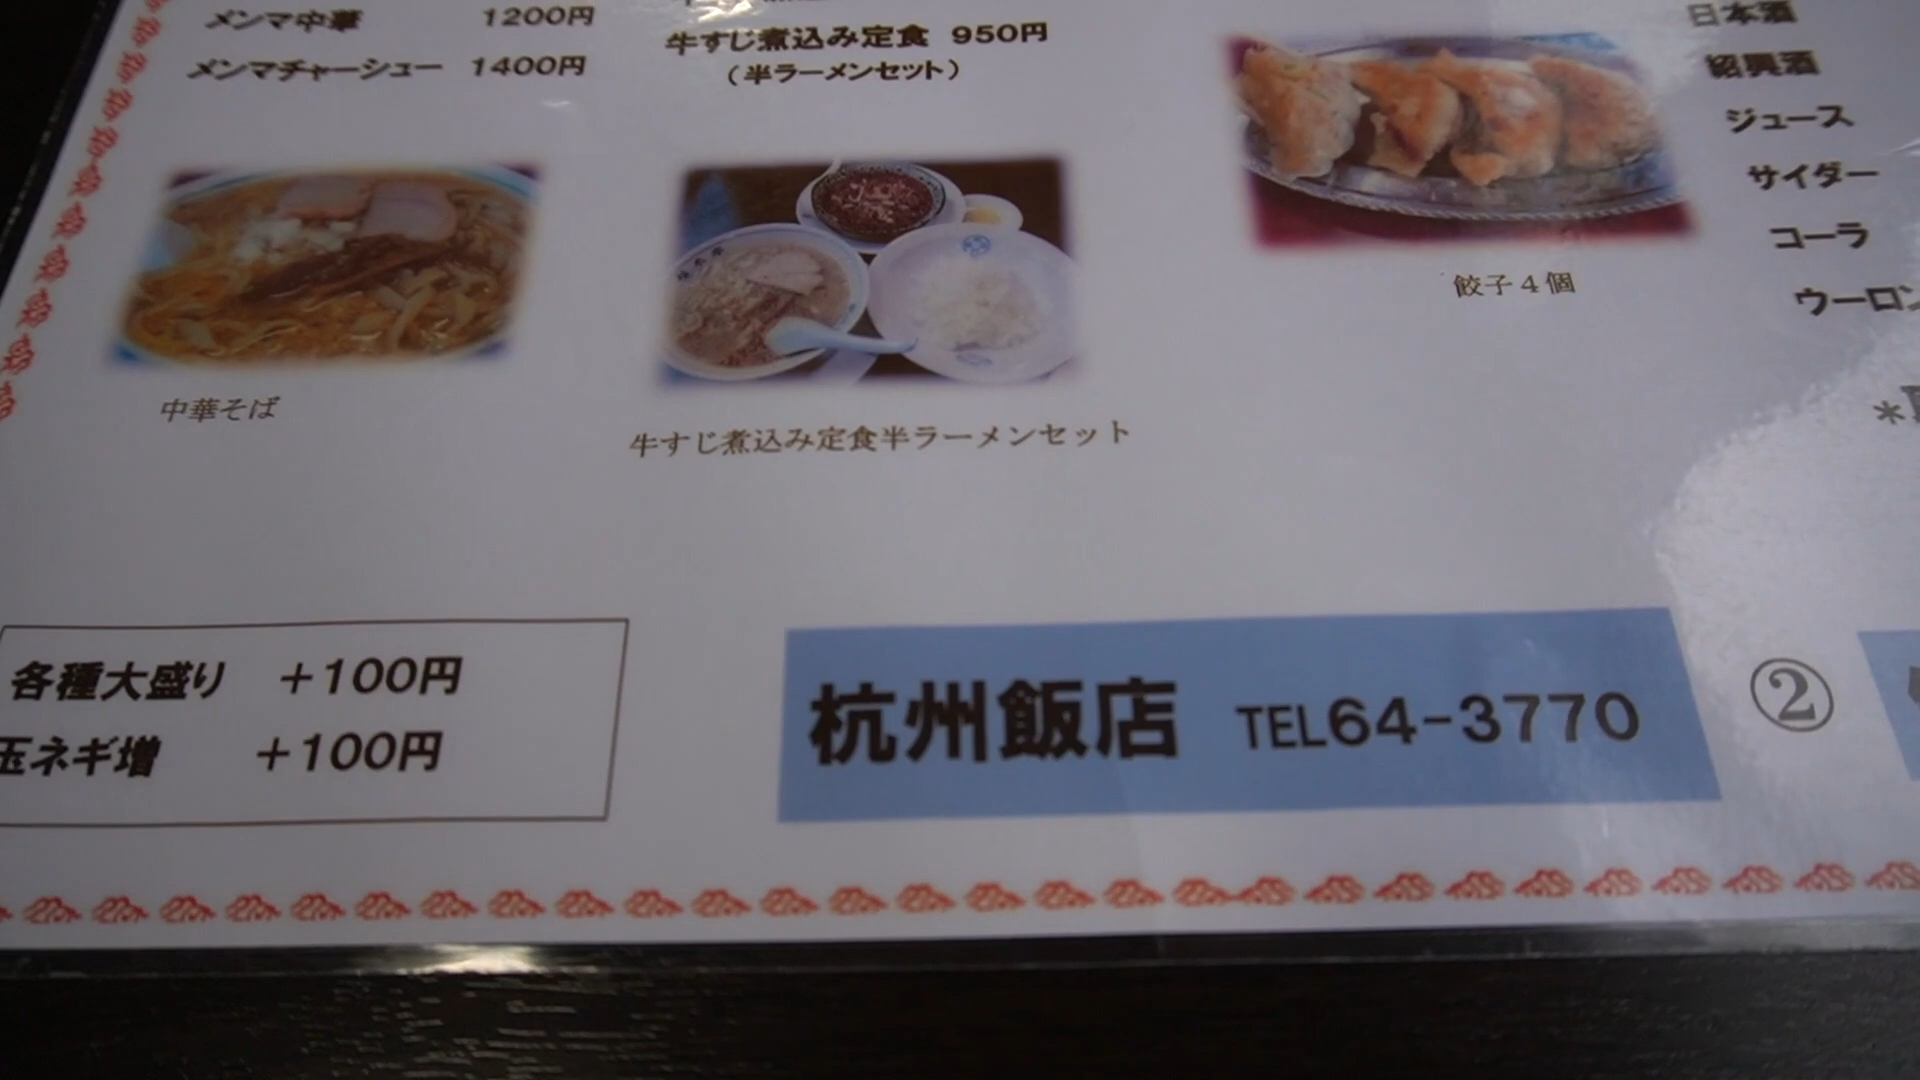 メンマ中華 1200円
メンマチャーシュー 1400円
牛すじ煮込み定食 950円
(半ラーメンセット)
日本酒
紹興酒
ジュース
サイダー
コーラ
ウーロン
餃子4個
中華そば
牛すじ煮込み定食半ラーメンセット
各種大盛り +100円
玉ネギ増 +100円
杭州飯店 TEL64-3770
②